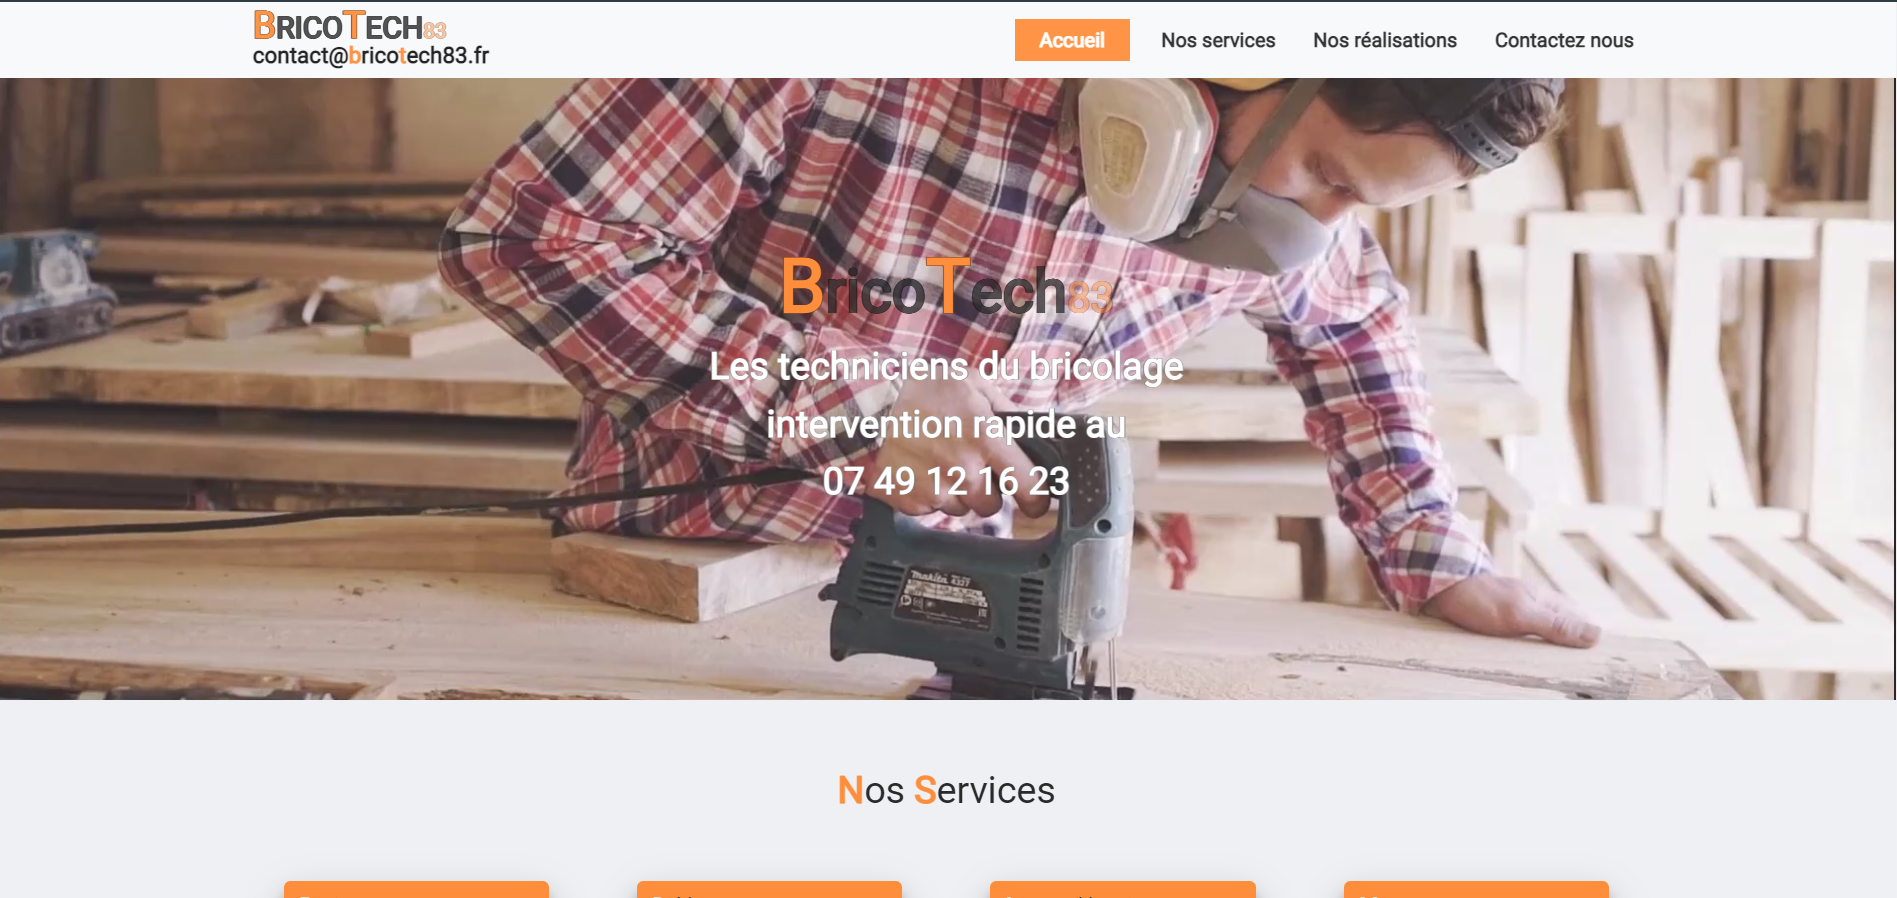 BRICOTECH83
contact@bricotech83.fr
Accueil
Nos services
Nos réalisations
Contactez nous
BricoTech83
Les techniciens du bricolage
intervention rapide au
07 49 12 16 23
makita 4327
Nos Services